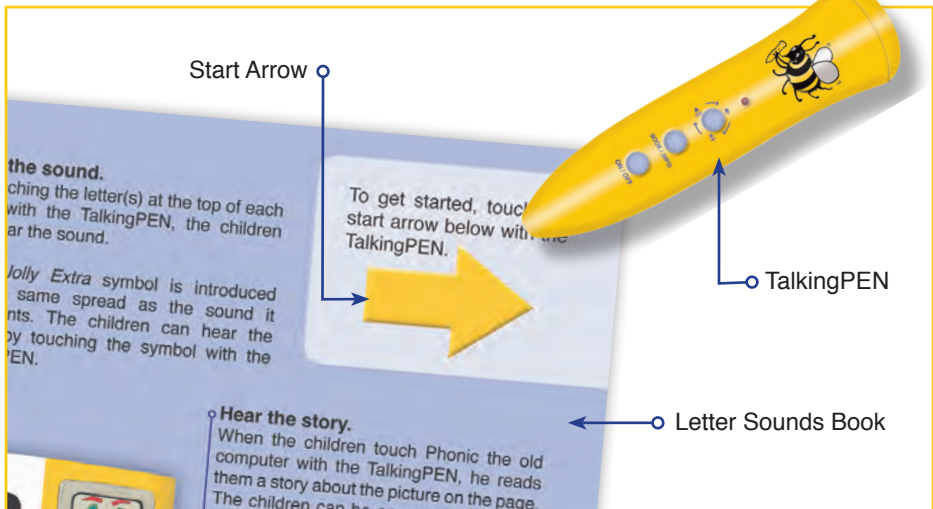 Start Arrow
the sound.
ching the letter(s) at the top of each
with the TalkingPEN, the children
ar the sound.
Jolly Extra symbol is introduced
same spread as the sound it
nts. The children can hear the
by touching the symbol with the
PEN.
To get started, touch
start arrow below with the
TalkingPEN.
ON / OFF
BOOK /
TalkingPEN
Letter Sounds Book
Hear the story.
When the children touch Phonic the old
computer with the TalkingPEN, he reads
them a story about the picture on the page.
The children can be